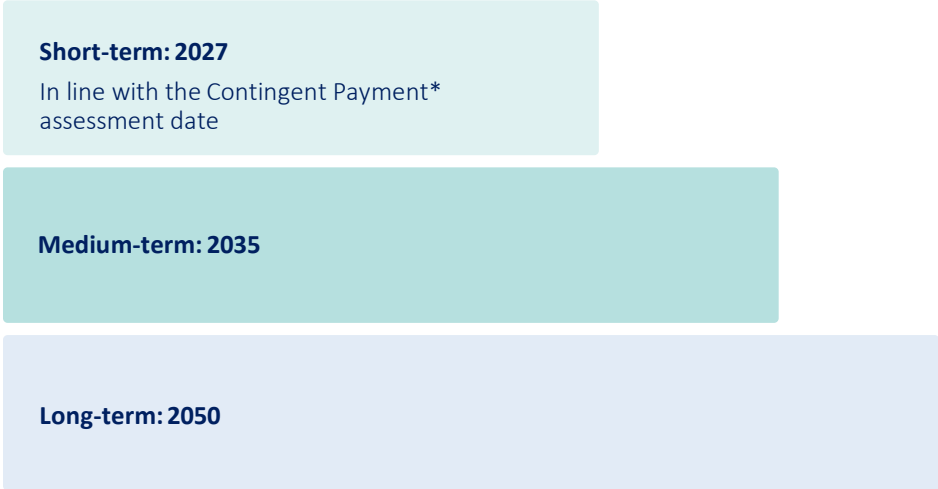 Short-term: 2027
In line with the Contingent Payment*
assessment date
Medium-term: 2035
Long-term: 2050